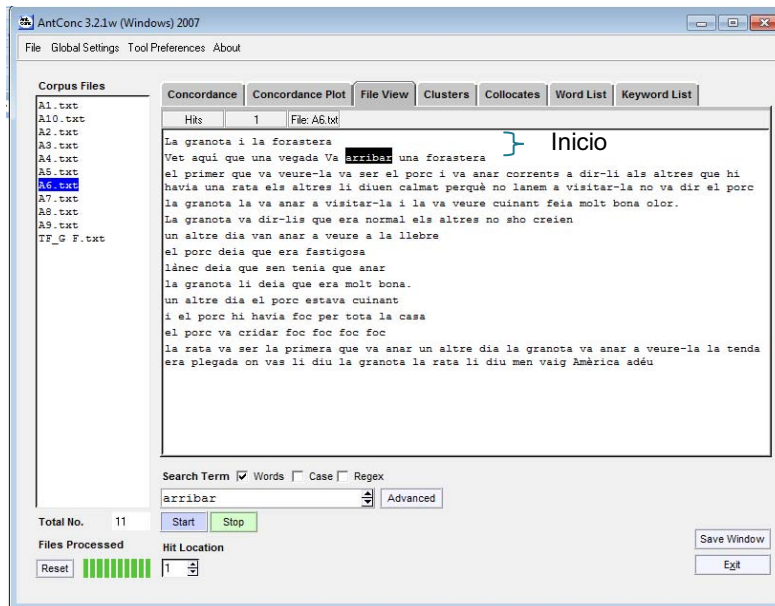 AntConc 3.2.1w (Windows) 2007
File Global Settings Tool Preferences About
Corpus Files
A1.txt
A10.txt
A2.txt
A3.txt
A4.txt
A5.txt
A6.txt
A7.txt
A8.txt
A9.txt
TF_G F.txt
Total No. 11
Files Processed
Reset
Concordance Concordance Plot File View Clusters Collocates Word List Keyword List
Hits 1 File: A6.txt
La granota i la forastera
Vet aquí que una vegada Va arribar una forastera
Inicio
el primer que va veure-la va ser el porc i va anar corrents a dir-li als altres que hi
havia una rata els altres li diuen calmat perquè no lanem a visitar-la no va dir el porc
la granota la va anar a visitar-la i la va veure cuinant feia molt bona olor.
La granota va dir-lis que era normal els altres no sho creien
un altre dia van anar a veure a la llebre
el porc deia que era fastigosa
lànec deia que sen tenia que anar
la granota li deia que era molt bona.
un altre dia el porc estava cuinant
i el porc hi havia foc per tota la casa
el porc va cridar foc foc foc foc
la rata va ser la primera que va anar un altre dia la granota va anar a veure-la la tenda
era plegada on vas li diu la granota la rata li diu men vaig Amèrica adéu
Search Term Words Case Regex
arribar Advanced
Start Stop
Hit Location
1
Save Window
Exit